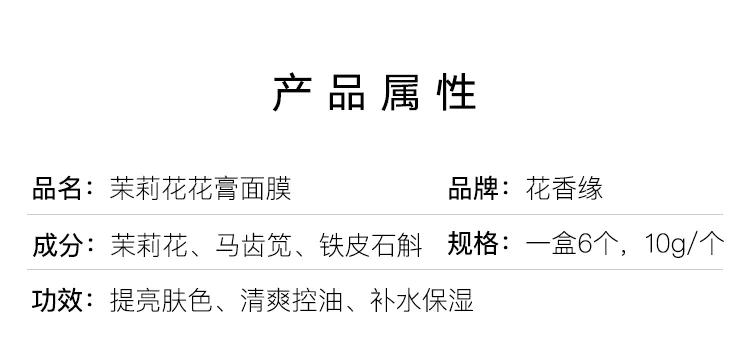 产品属性
品名：茉莉花花膏面膜 品牌：花香缘
成分：茉莉花、马齿笕、铁皮石斛 规格：一盒6个，10g/个
功效：提亮肤色、清爽控油、补水保湿